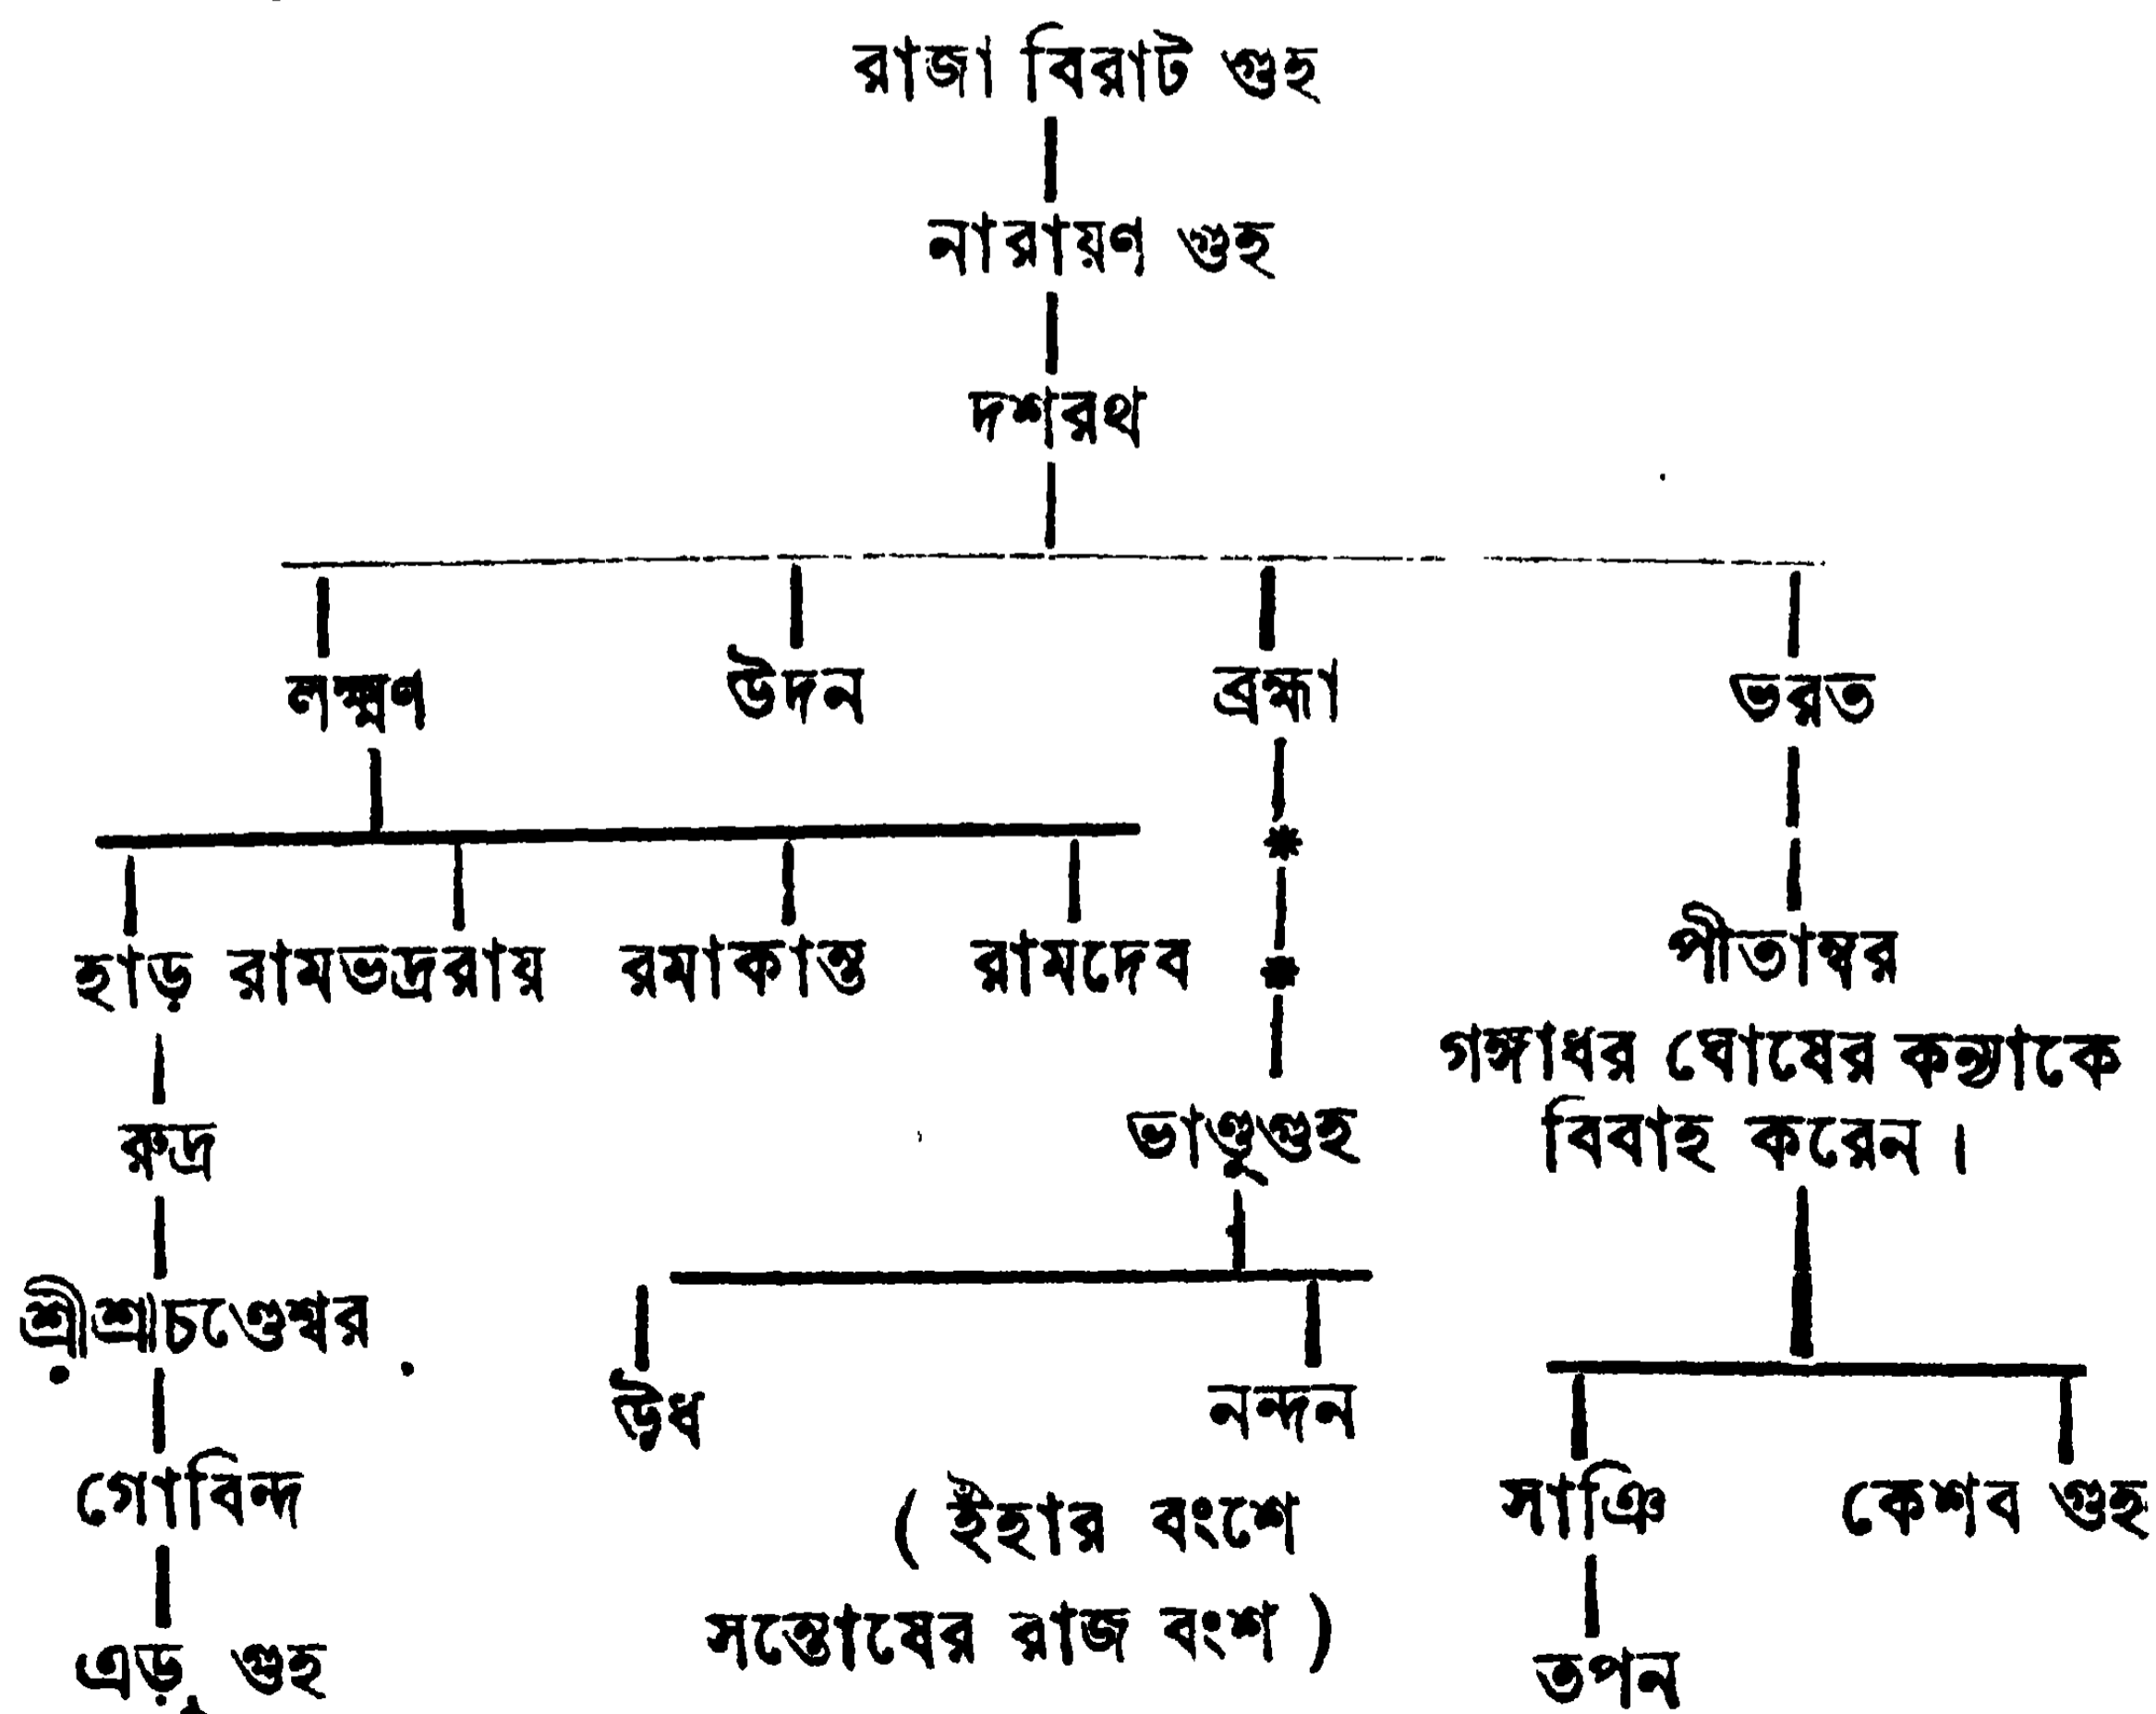 রাজা বিরাট গুহ
নারায়ণ গুহ
দশরথ
লক্ষ্মণ উদন ব্রহ্মা ভরত
হাড় রামভদ্ররায় রমাকান্ত রামদেব পীতাম্বর
গঙ্গাধর ঘোষের কন্যাকে
রুদ্র ভাণ্ডুগুহ বিবাহ করেন।
শ্রীশ্রীচণ্ডেশ্বর
উধ নন্দন
গোবিন্দ ( ইঁহার বংশে সাঞি কেশব গুহ
সন্তোষের রাজ বংশ )
এড়ু গুহ তপন